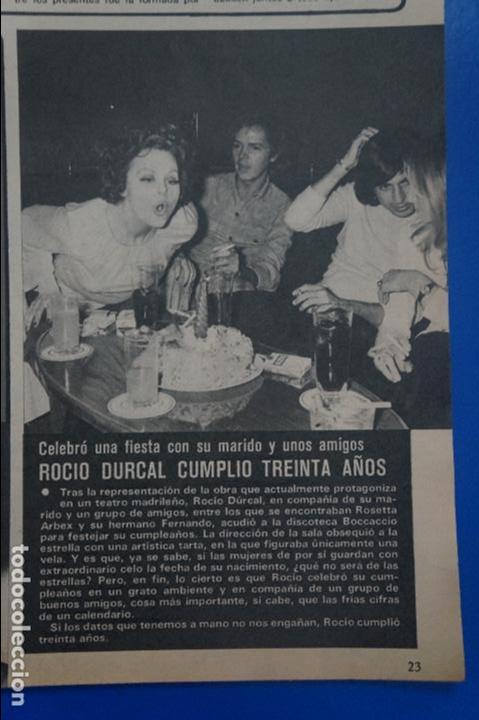 tre los presentes fue la formada por
Celebró una fiesta con su marido y unos amigos
ROCIO DURCAL CUMPLIO TREINTA AÑOS
● Tras la representación de la obra que actualmente protagoniza
en un teatro madrileño, Rocío Dúrcal, en compañía de su ma-
rido y un grupo de amigos, entre los que se encontraban Rosetta
Arbex y su hermano Fernando, acudió a la discoteca Boccaccio
para festejar su cumpleaños. La dirección de la sala obsequió a la
estrella con una artística tarta, en la que figuraba únicamente una
vela. Y es que, ya se sabe, si las mujeres de por sí guardan con
extraordinario celo la fecha de su nacimiento, ¿qué no será de las
estrellas? Pero, en fin, lo cierto es que Rocío celebró su cum-
pleaños en un grato ambiente y en compañía de un grupo de
buenos amigos, cosa más importante, si cabe, que las frías cifras
de un calendario.
Si los datos que tenemos a mano no nos engañan, Rocío cumplió
treinta años.
23
todocoleccion